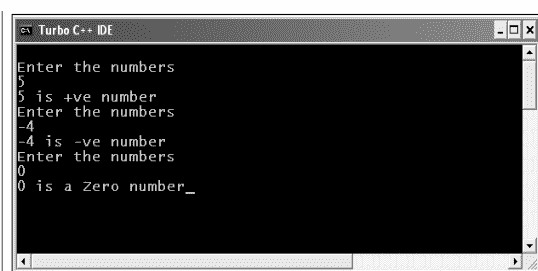 Turbo C++ IDE
Enter the numbers
5
5 is +ve number
Enter the numbers
-4
-4 is -ve number
Enter the numbers
0
0 is a Zero number_